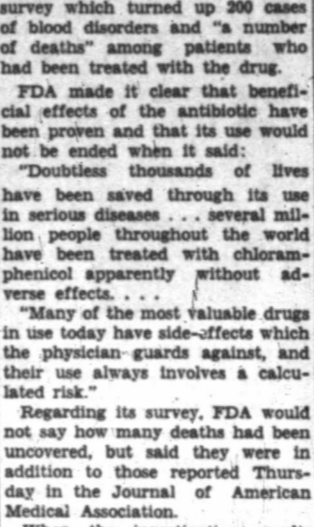 survey which turned up 200 cases
of blood disorders and "a number
of deaths" among patients who
had been treated with the drug.
FDA made it clear that benefi-
cial effects of the antibiotic have
been proven and that its use would
not be ended when it said:
"Doubtless thousands of lives
have been saved through its use
in serious diseases . . . several mil-
lion people throughout the world
have been treated with chloram-
phenicol apparently without ad-
verse effects. . . .
"Many of the most valuable drugs
in use today have side-effects which
the physician guards against, and
their use always involves a calcu-
lated risk."
Regarding its survey, FDA would
not say how many deaths had been
uncovered, but said they were in
addition to those reported Thurs-
day in the Journal of American
Medical Association.